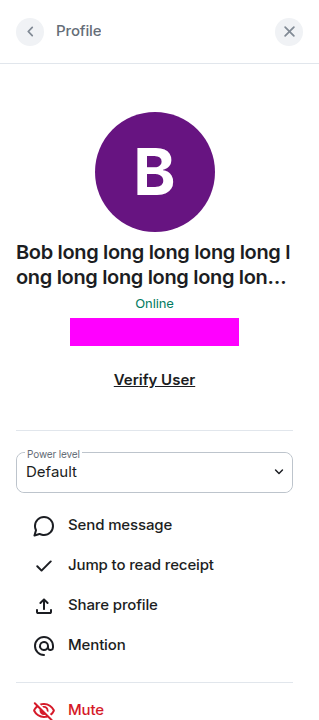 Profile
B
Bob long long long long long l
ong long long long long lon...
Online
Verify User
Power level
Default
Send message
Jump to read receipt
Share profile
Mention
Mute